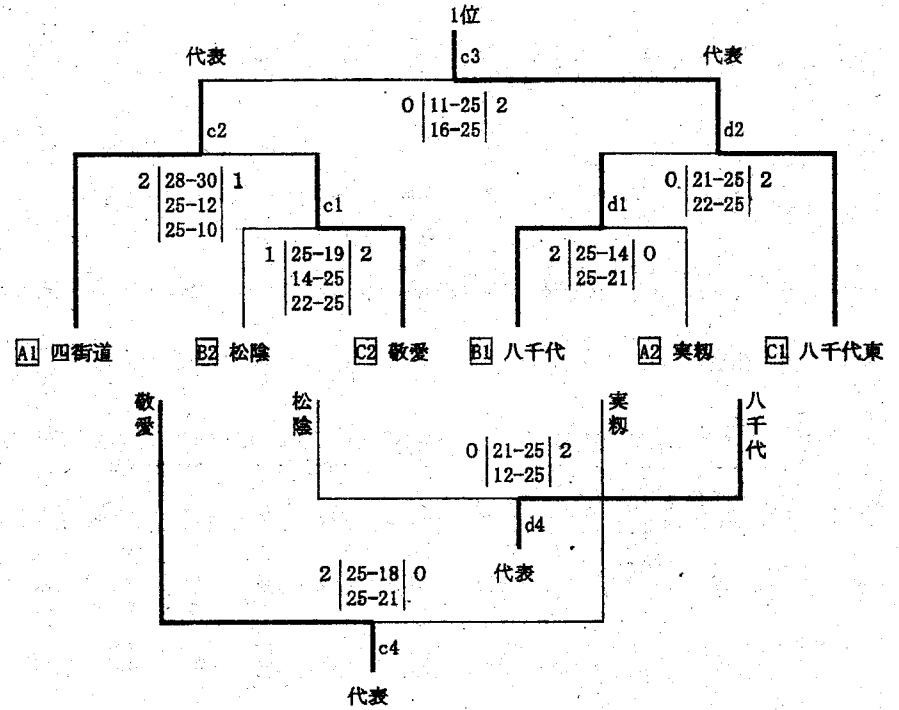 1位
代表 c3 代表
0 11-25 2
16-25
c2 d2
2 28-30 1
25-12
25-10
0 21-25 2
22-25
c1 d1
1 25-19 2
14-25
22-25
2 25-14 0
25-21
A1 四街道 B2 松陰 C2 敬愛 B1 八千代 A2 実籾 C1 八千代東
敬愛 松陰 実籾 八千代
0 21-25 2
12-25
d4
代表
2 25-18 0
25-21
c4
代表